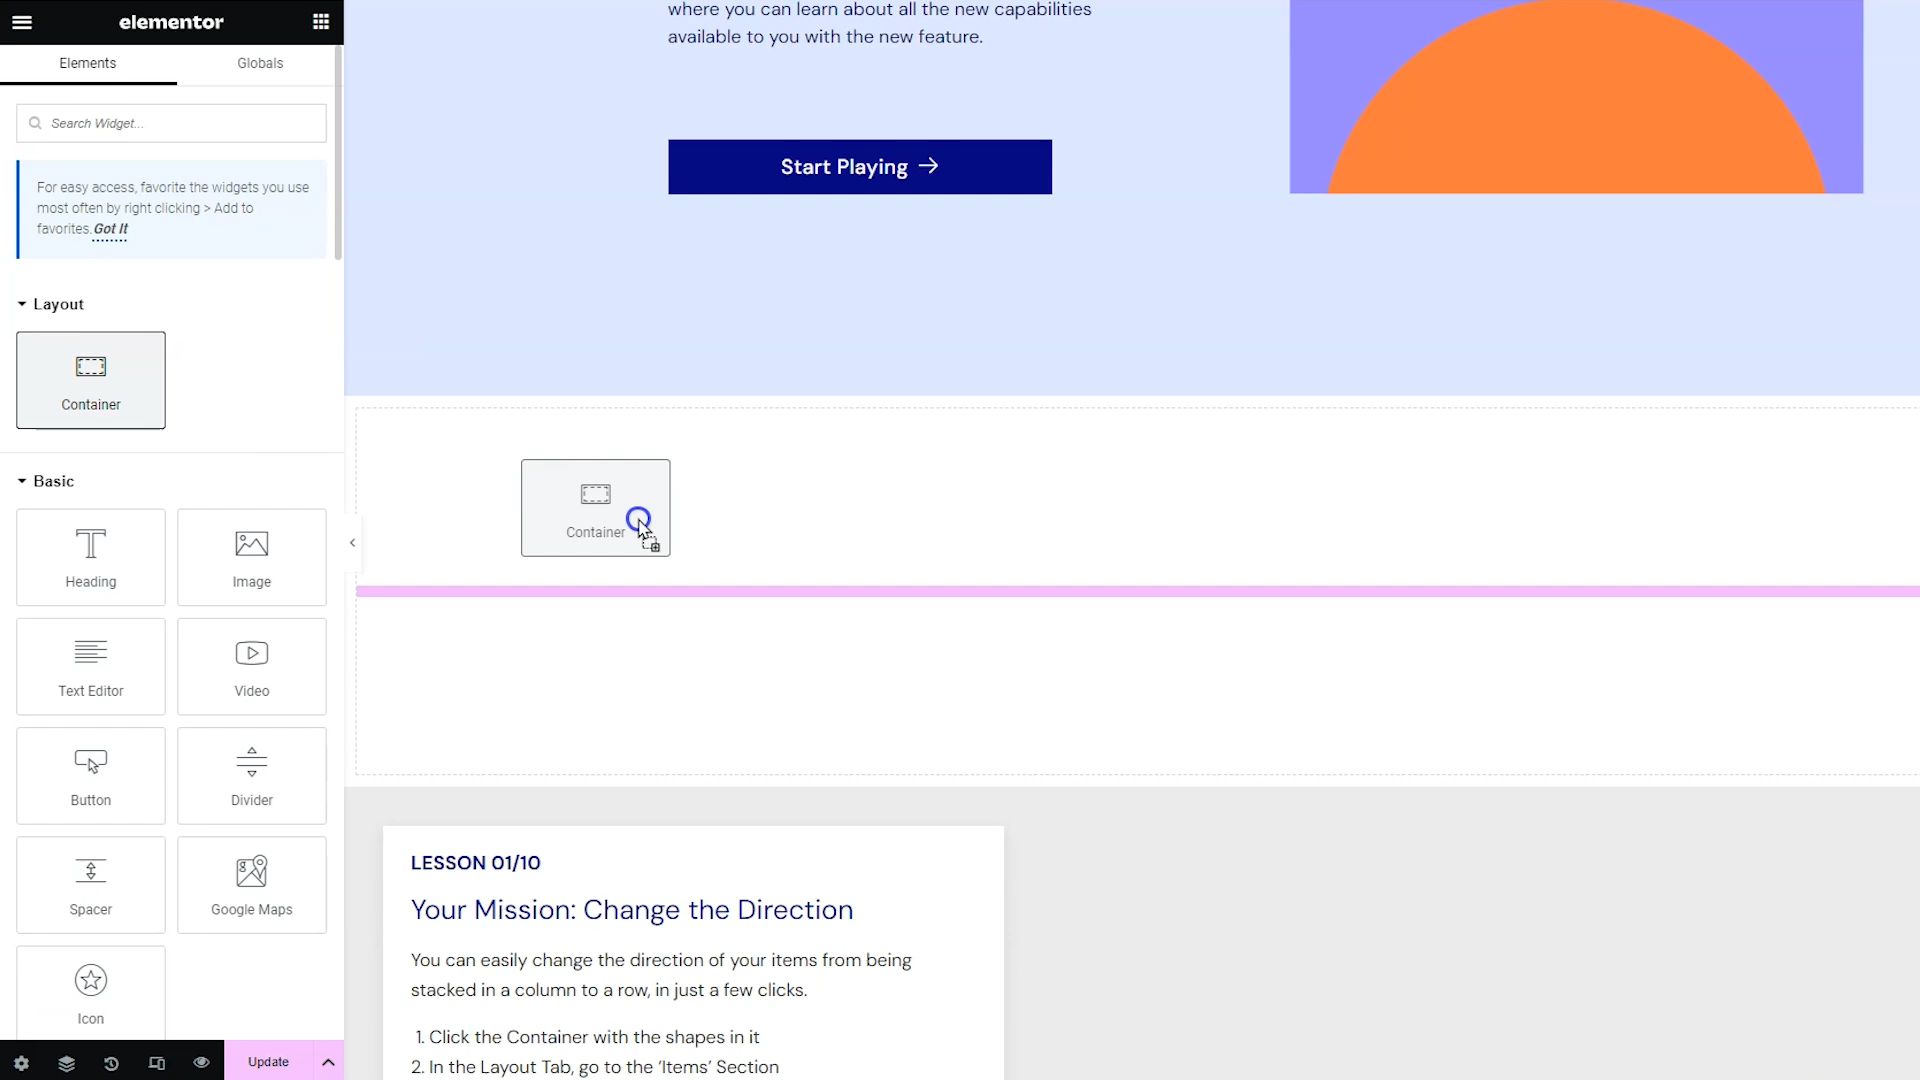 elementor
Elements
Globals
Search Widget...
For easy access, favorite the widgets you use
most often by right clicking > Add to
favorites. Got It
Layout
Container
Basic
Heading
Image
Text Editor
Video
Button
Divider
Spacer
Google Maps
Icon
Update
where you can learn about all the new capabilities
available to you with the new feature.
Start Playing →
Container
LESSON 01/10
Your Mission: Change the Direction
You can easily change the direction of your items from being
stacked in a column to a row, in just a few clicks.
1. Click the Container with the shapes in it
2. In the Layout Tab, go to the ‘Items’ Section